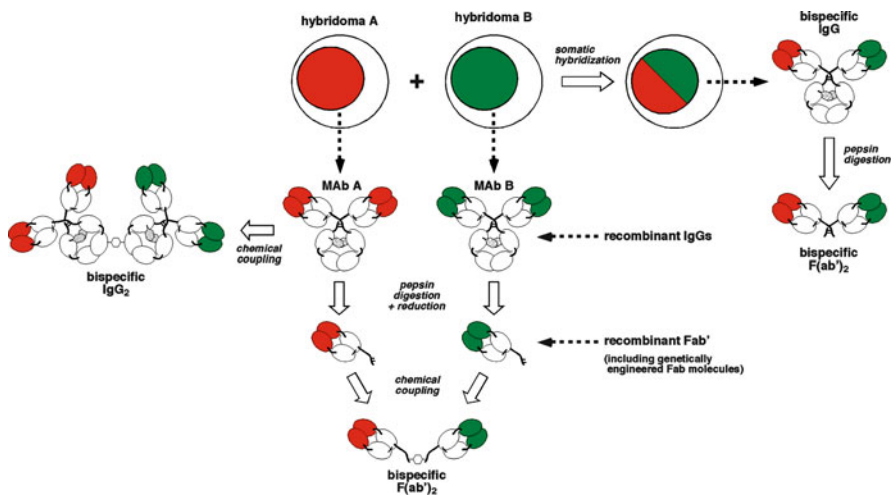 hybridoma A
hybridoma B
+
somatic
hybridization
bispecific
IgG
pepsin
digestion
bispecific
F(ab')2
MAb A
MAb B
recombinant IgGs
chemical
coupling
bispecific
IgG2
pepsin
digestion
+ reduction
recombinant Fab'
(including genetically
engineered Fab molecules)
chemical
coupling
bispecific
F(ab')2